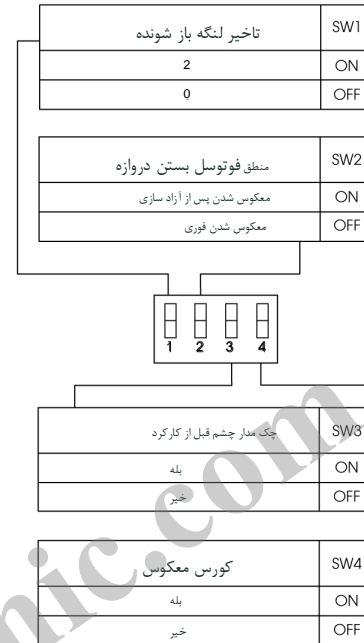 تاخیر لنگه باز شونده SW1
2 ON
0 OFF
منطق فوتوسل بستن دروازه SW2
معکوس شدن پس از آزاد سازی ON
معکوس شدن فوری OFF
1 2 3 4
چک مدار چشم قبل از کارکرد SW3
بله ON
خیر OFF
کورس معکوس SW4
بله ON
خیر OFF
nic.com